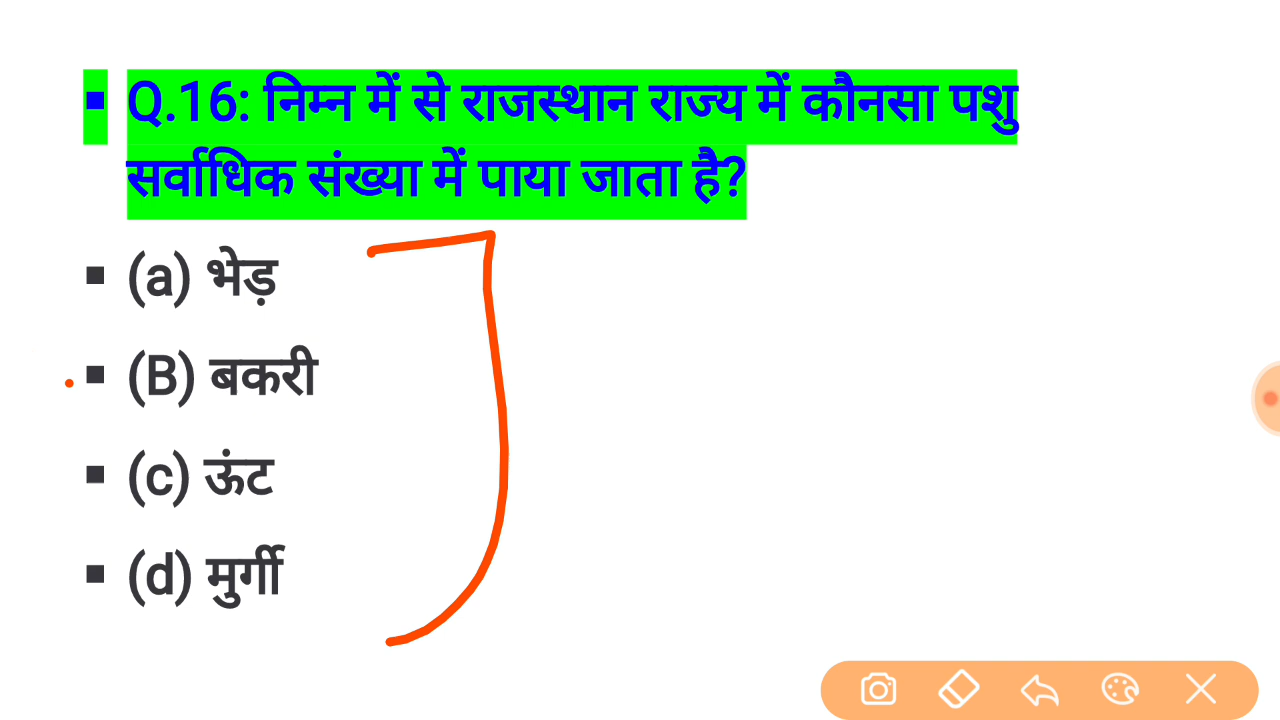 ▪ Q.16: निम्न में से राजस्थान राज्य में कौनसा पशु
सर्वाधिक संख्या में पाया जाता है?
▪ (a) भेड़
▪ (B) बकरी
▪ (c) ऊंट
▪ (d) मुर्गी